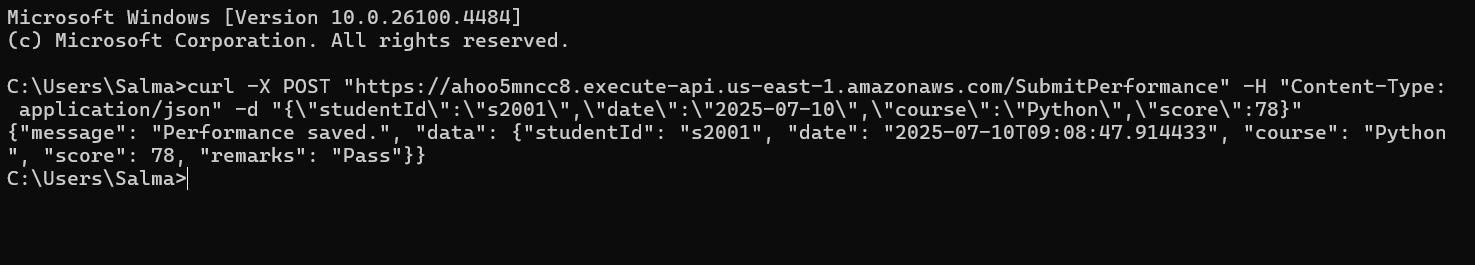 Microsoft Windows [Version 10.0.26100.4484]
(c) Microsoft Corporation. All rights reserved.
C:\Users\Salma>curl -X POST "https://ahoo5mncc8.execute-api.us-east-1.amazonaws.com/SubmitPerformance" -H "Content-Type:
 application/json" -d "{\"studentId\":\"s2001\",\"date\":\"2025-07-10\",\"course\":\"Python\",\"score\":78}"
{"message": "Performance saved.", "data": {"studentId": "s2001", "date": "2025-07-10T09:08:47.914433", "course": "Python
", "score": 78, "remarks": "Pass"}}
C:\Users\Salma>